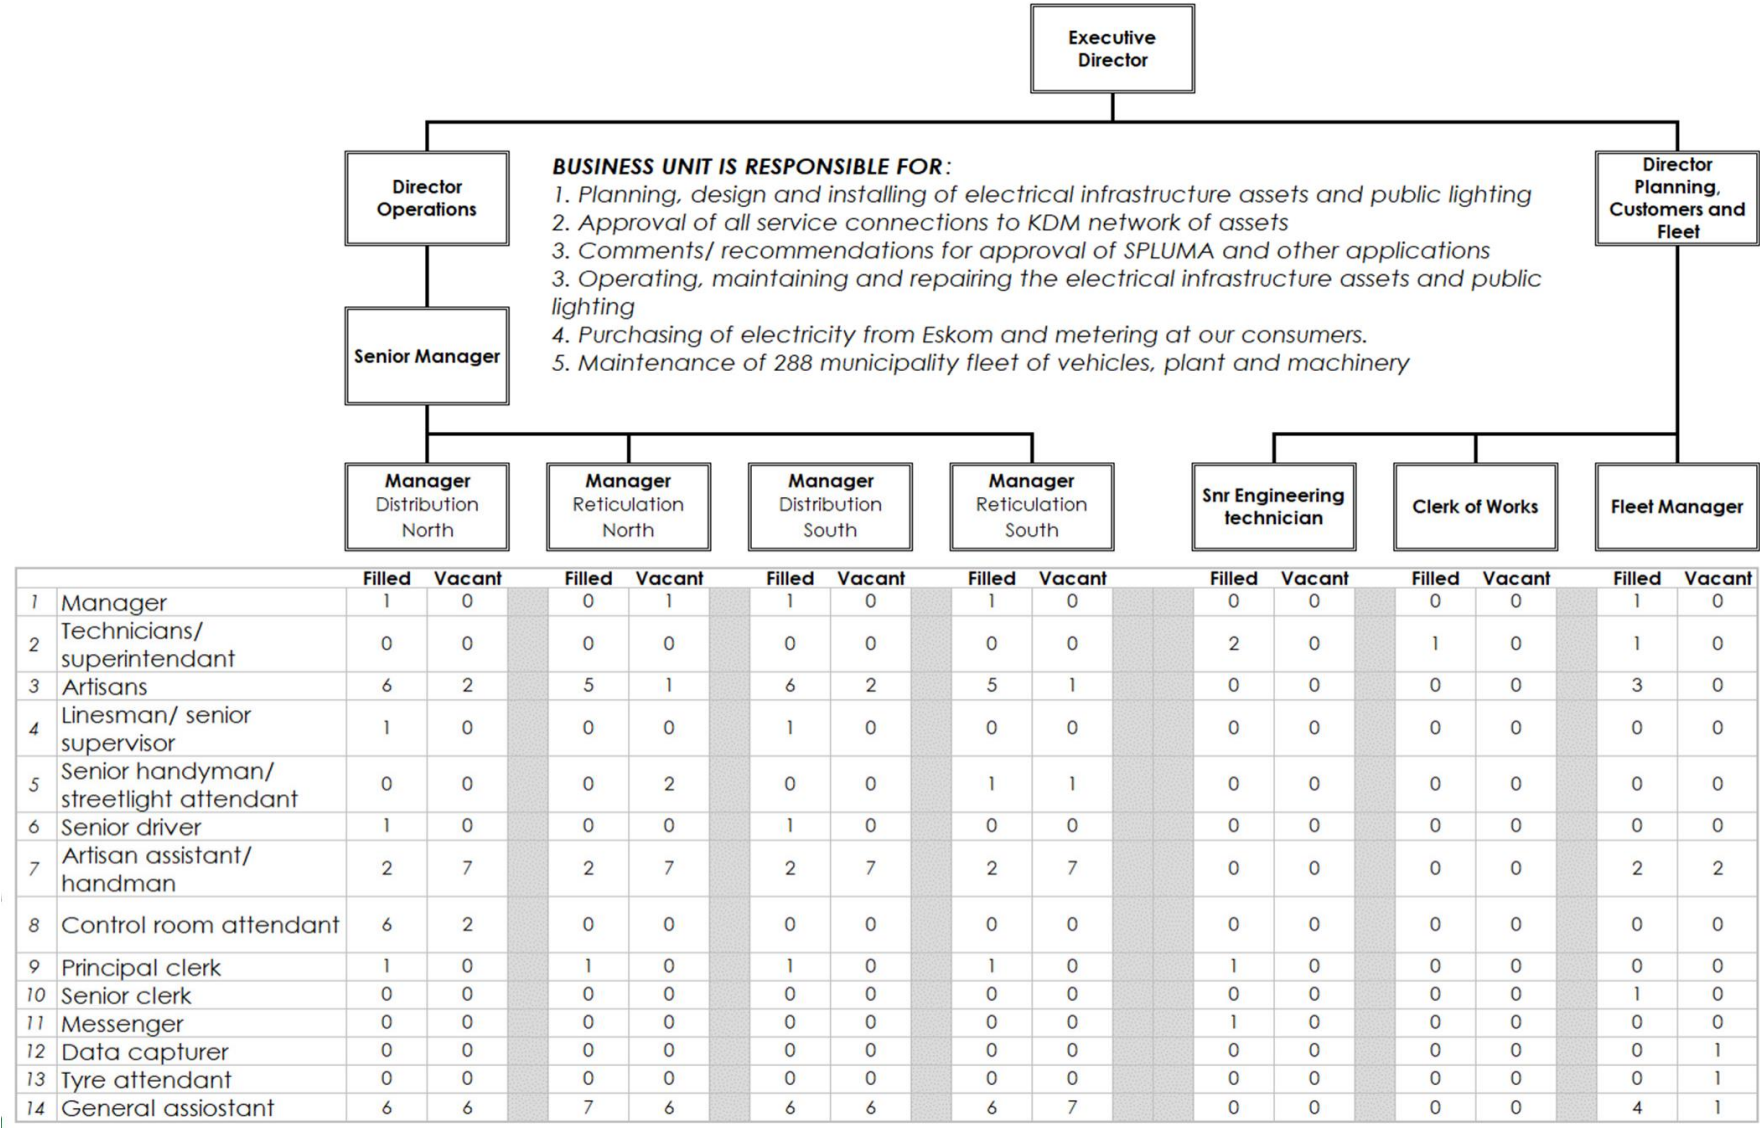 Executive
Director
Director
Operations
BUSINESS UNIT IS RESPONSIBLE FOR:
1. Planning, design and installing of electrical infrastructure assets and public lighting
2. Approval of all service connections to KDM network of assets
3. Comments/ recommendations for approval of SPLUMA and other applications
3. Operating, maintaining and repairing the electrical infrastructure assets and public
lighting
4. Purchasing of electricity from Eskom and metering at our consumers.
5. Maintenance of 288 municipality fleet of vehicles, plant and machinery
Director
Planning,
Customers and
Fleet
Senior Manager
Manager
Distribution
North
Manager
Reticulation
North
Manager
Distribution
South
Manager
Reticulation
South
Snr Engineering
technician
Clerk of Works
Fleet Manager
Filled Vacant Filled Vacant Filled Vacant Filled Vacant Filled Vacant Filled Vacant Filled Vacant
1 Manager 1 0 0 1 1 0 1 0 0 0 0 0 1 0
2 Technicians/
superintendant 0 0 0 0 0 0 0 0 2 0 1 0 1 0
3 Artisans 6 2 5 1 6 2 5 1 0 0 0 0 3 0
4 Linesman/ senior
supervisor 1 0 0 0 1 0 0 0 0 0 0 0 0 0
5 Senior handyman/
streetlight attendant 0 0 0 2 0 0 1 1 0 0 0 0 0 0
6 Senior driver 1 0 0 0 1 0 0 0 0 0 0 0 0 0
7 Artisan assistant/
handman 2 7 2 7 2 7 2 7 0 0 0 0 2 2
8 Control room attendant 6 2 0 0 0 0 0 0 0 0 0 0 0 0
9 Principal clerk 1 0 1 0 1 0 1 0 1 0 0 0 0 0
10 Senior clerk 0 0 0 0 0 0 0 0 0 0 0 0 1 0
11 Messenger 0 0 0 0 0 0 0 0 1 0 0 0 0 0
12 Data capturer 0 0 0 0 0 0 0 0 0 0 0 0 0 1
13 Tyre attendant 0 0 0 0 0 0 0 0 0 0 0 0 0 1
14 General assiostant 6 6 7 6 6 6 6 7 0 0 0 0 4 1